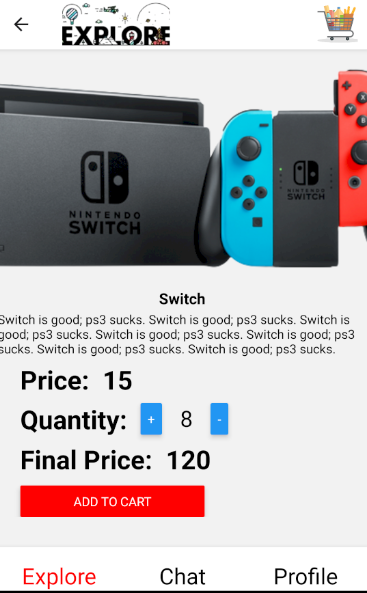 EXPLORE
X
Y
B
NINTENDO
SWITCH
NINTENDO
SWITCH
Switch
Switch is good; ps3 sucks. Switch is good; ps3 sucks. Switch is
good; ps3 sucks. Switch is good; ps3 sucks. Switch is good; ps3
sucks. Switch is good; ps3 sucks. Switch is good; ps3 sucks.
Price: 15
Quantity: + 8 -
Final Price: 120
ADD TO CART
Explore Chat Profile